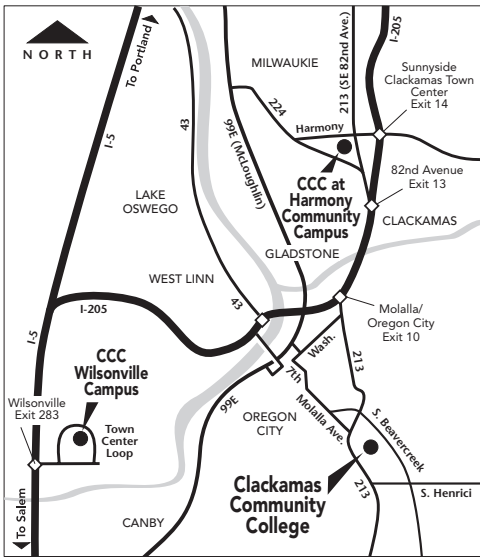 NORTH
To Portland
I-205
213 (SE 82nd Ave.)
MILWAUKIE
Sunnyside
Clackamas Town
Center
Exit 14
224
43
99E (McLoughlin)
Harmony
I-5
82nd Avenue
Exit 13
CCC at
Harmony
Community
Campus
LAKE
OSWEGO
CLACKAMAS
GLADSTONE
WEST LINN
I-205
43
Molalla/
Oregon City
Exit 10
I-5
Wash.
213
CCC
Wilsonville
Campus
7th
99E
Wilsonville
Exit 283
Town
Center
Loop
OREGON
CITY
Molalla Ave.
S. Beavercreek
Clackamas
Community
College
213
S. Henrici
To Salem
CANBY